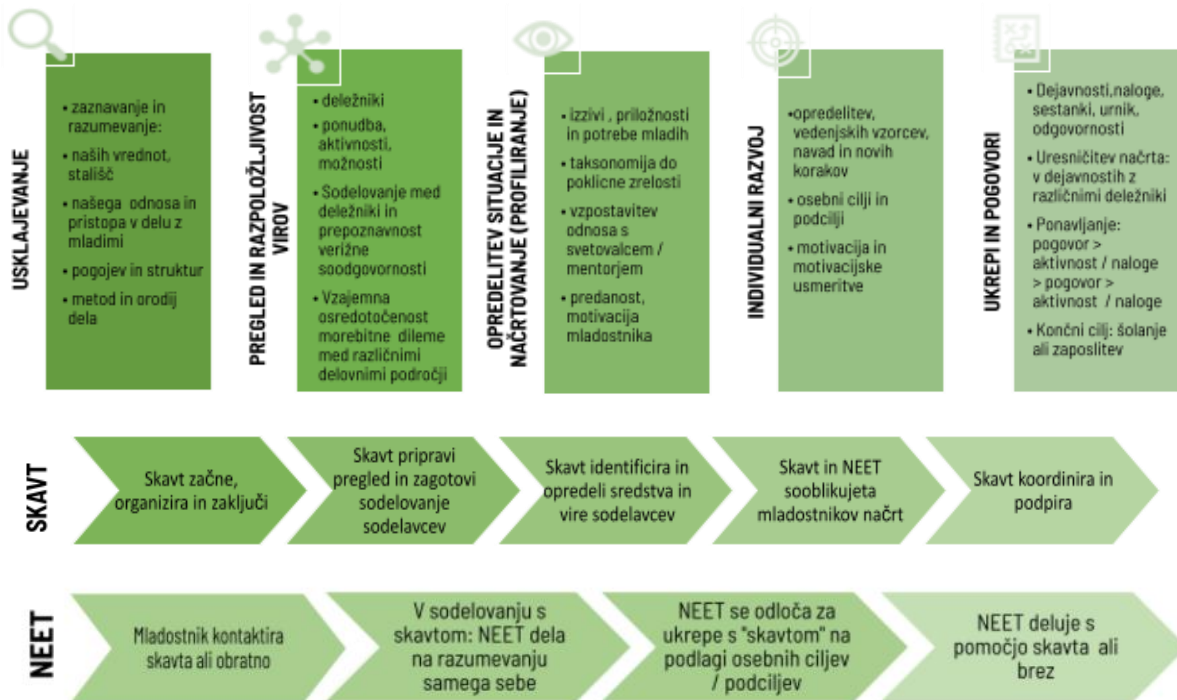 USKLAJEVANJE
• zaznavanje in
razumevanje:
• naših vrednot,
stališč
• našega odnosa in
pristopa v delu z
mladimi
• pogojev in struktur
• metod in orodij
dela
PREGLED IN RAZPOLOŽLJIVOST
VIROV
• deležniki
• ponudba,
aktivnosti,
možnosti
• Sodelovanje med
deležniki in
prepoznavnost
verižne
soodgovornosti
• Vzajemna
osredotočenost
morebitne dileme
med različnimi
delovnimi področji
OPREDELITEV SITUACIJE IN
NAČRTOVANJE (PROFILIRANJE)
• izzivi , priložnosti
in potrebe mladih
• taksonomija do
poklicne zrelosti
• vzpostavitev
odnosa s
svetovalcem /
mentorjem
• predanost,
motivacija
mladostnika
INDIVIDUALNI RAZVOJ
•opredelitev,
vedenjskih vzorcev,
navad in novih
korakov
• osebni cilji in
podcilji
• motivacija in
motivacijske
usmeritve
UKREPI IN POGOVORI
• Dejavnosti,naloge,
sestanki, urnik,
odgovornosti
• Uresničitev načrta:
v dejavnostih z
različnimi deležniki
• Ponavljanje:
pogovor >
aktivnost / naloge
> pogovor >
aktivnost / naloge
• Končni cilj: šolanje
ali zaposlitev
SKAVT
Skavt začne,
organizira in zaključi
Skavt pripravi
pregled in zagotovi
sodelovanje
sodelavcev
Skavt identificira in
opredeli sredstva in
vire sodelavcev
Skavt in NEET
sooblikujeta
mladostnikov načrt
Skavt koordinira in
podpira
NEET
Mladostnik kontaktira
skavta ali obratno
V sodelovanju s
skavtom: NEET dela
na razumevanju
samega sebe
NEET se odloča za
ukrepe s "skavtom" na
podlagi osebnih ciljev
/ podciljev
NEET deluje s
pomočjo skavta ali
brez